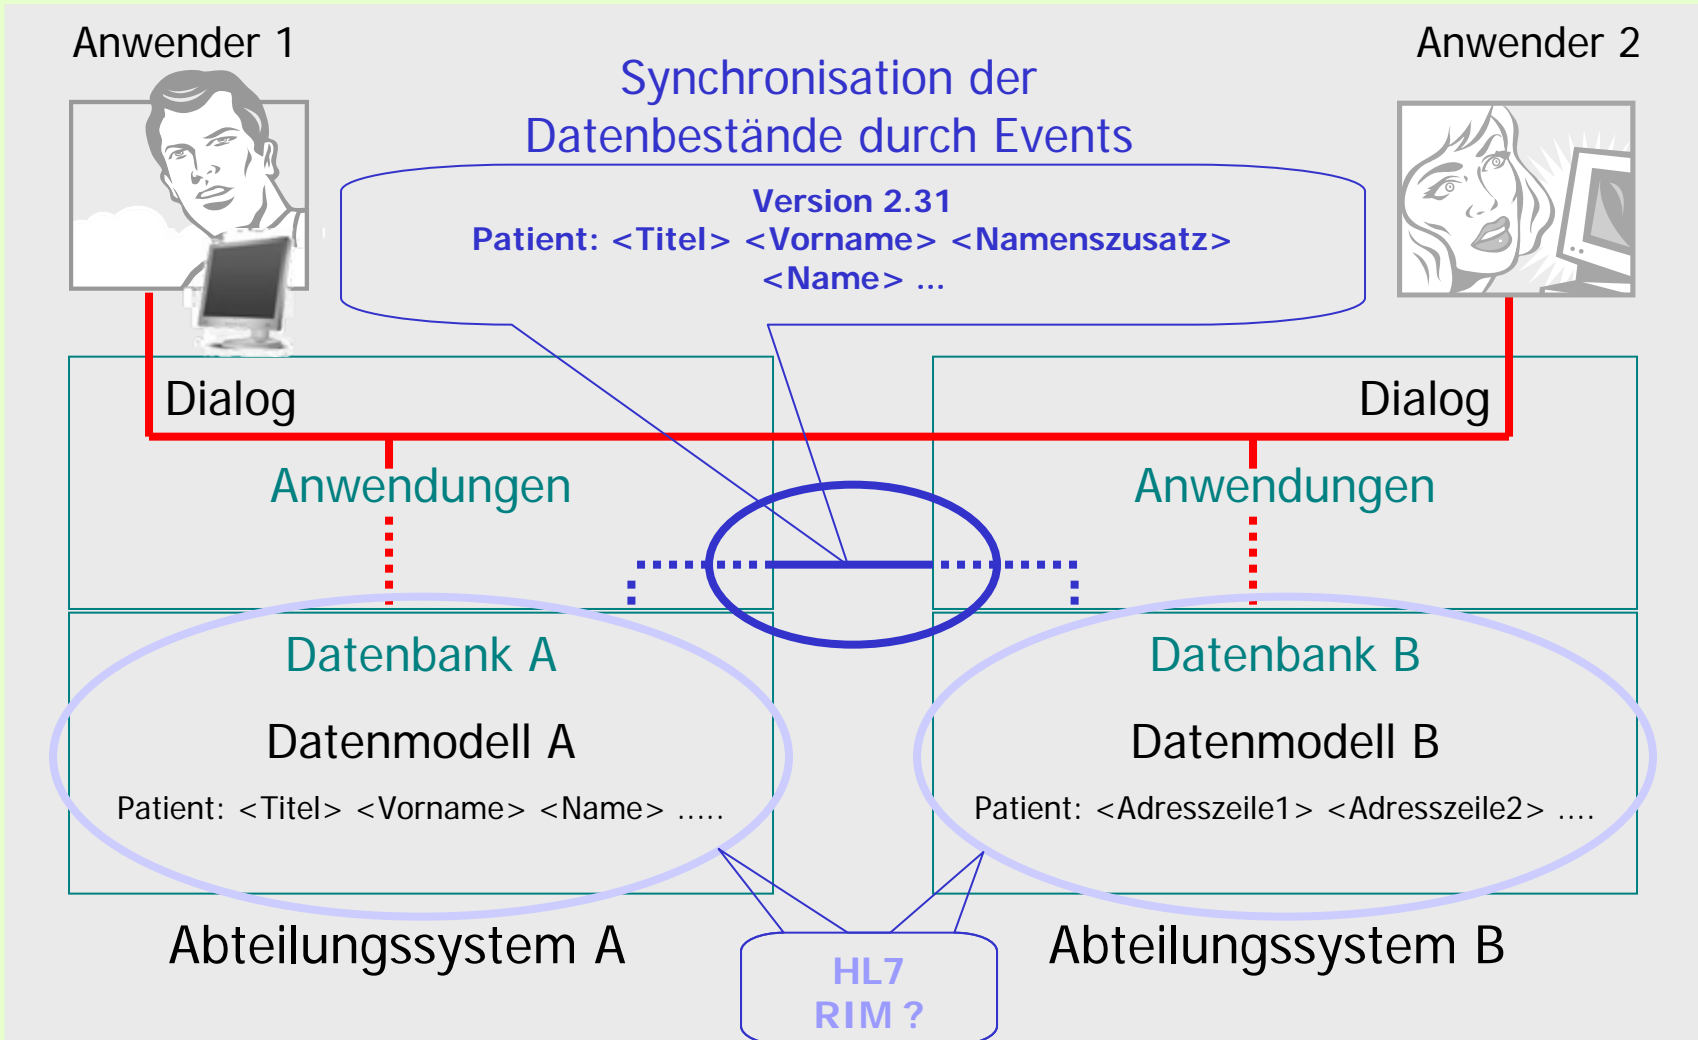 Anwender 1
Anwender 2
Synchronisation der
Datenbestände durch Events
Version 2.31
Patient: <Titel> <Vorname> <Namenszusatz>
<Name> ...
Dialog
Dialog
Anwendungen
Anwendungen
Datenbank A
Datenbank B
Datenmodell A
Datenmodell B
Patient: <Titel> <Vorname> <Name> .....
Patient: <Adresszeile1> <Adresszeile2> ....
Abteilungssystem A
Abteilungssystem B
HL7
RIM ?